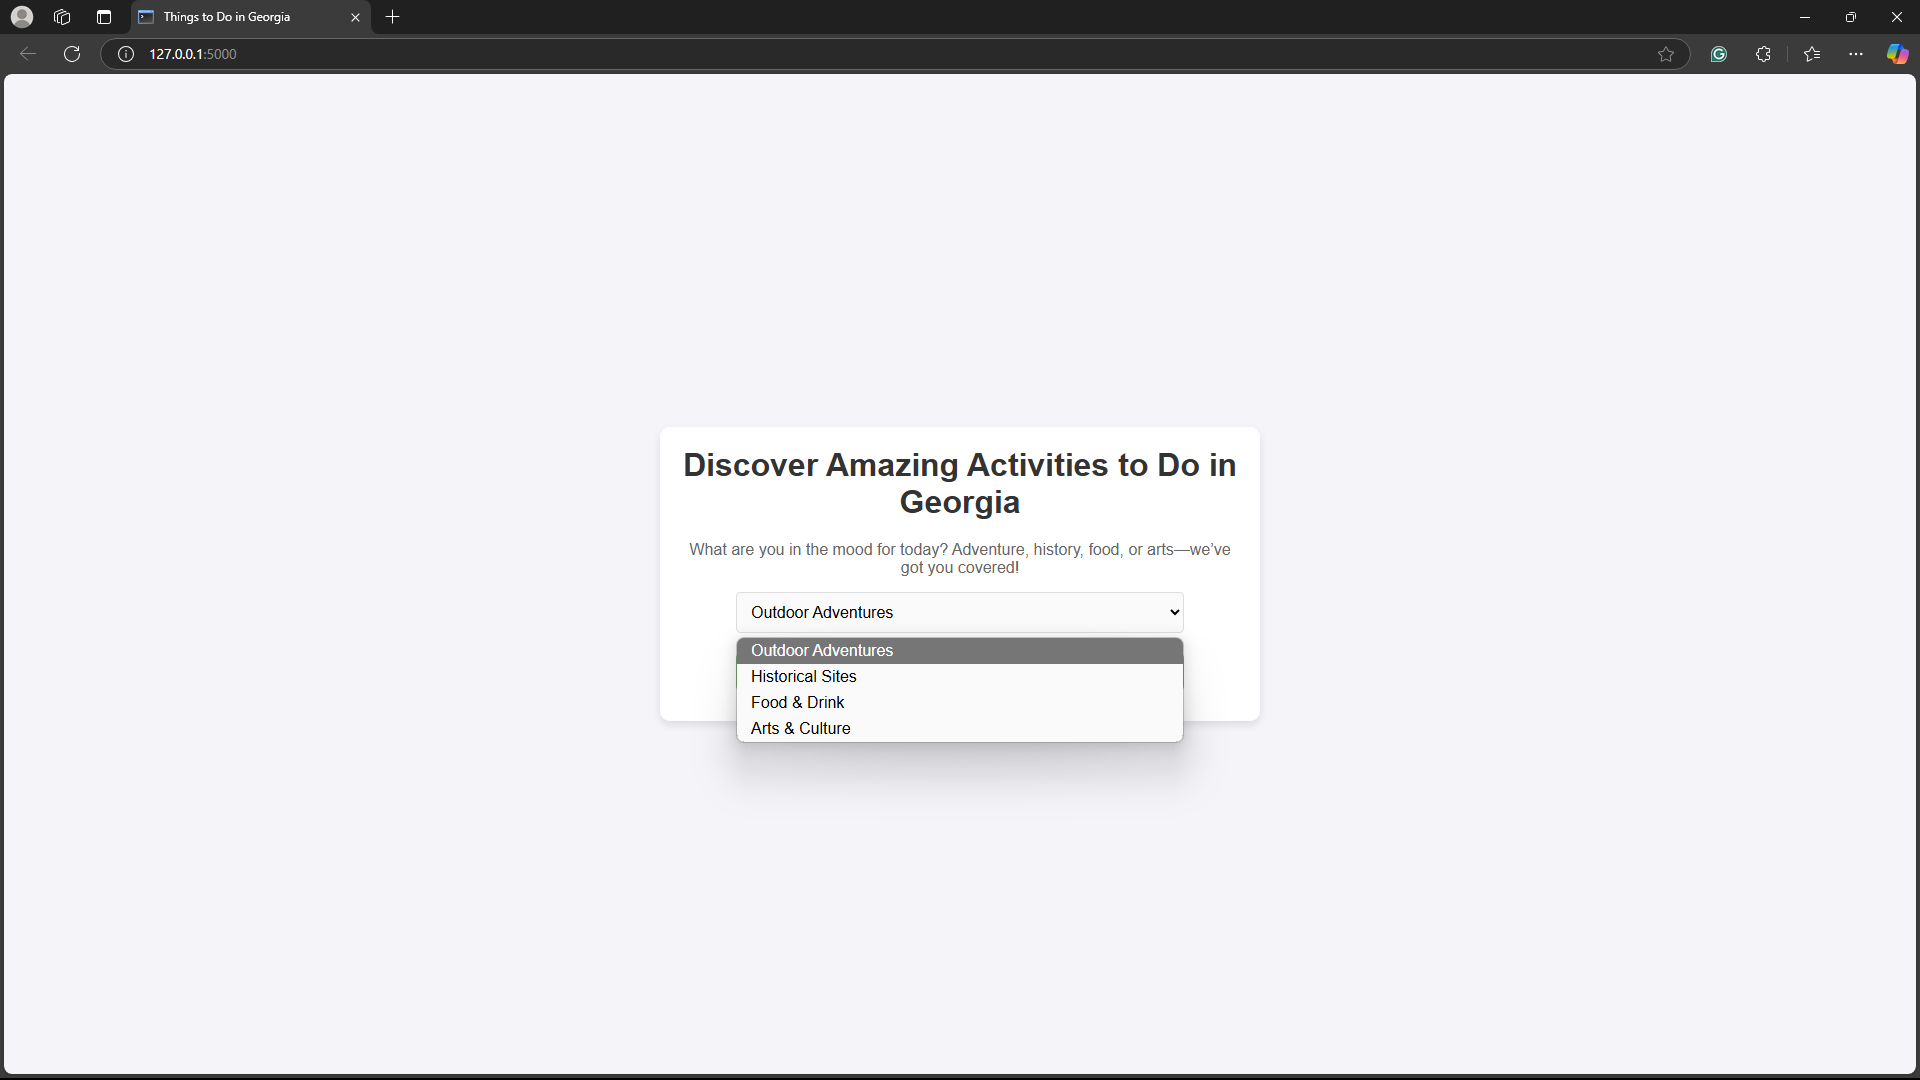 Things to Do in Georgia
127.0.0.1:5000
Discover Amazing Activities to Do in
Georgia
What are you in the mood for today? Adventure, history, food, or arts—we’ve
got you covered!
Outdoor Adventures
Outdoor Adventures
Historical Sites
Food & Drink
Arts & Culture